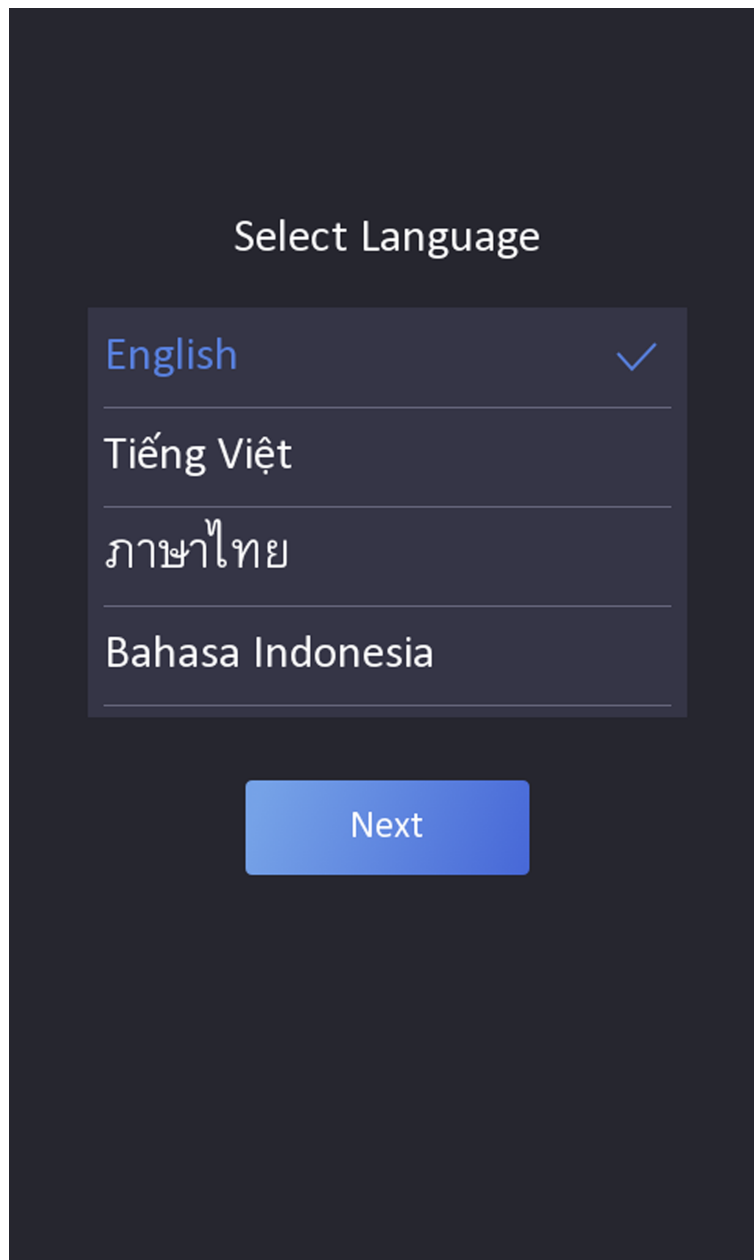 Select Language
English
Tiếng Việt
ภาษาไทย
Bahasa Indonesia
Next